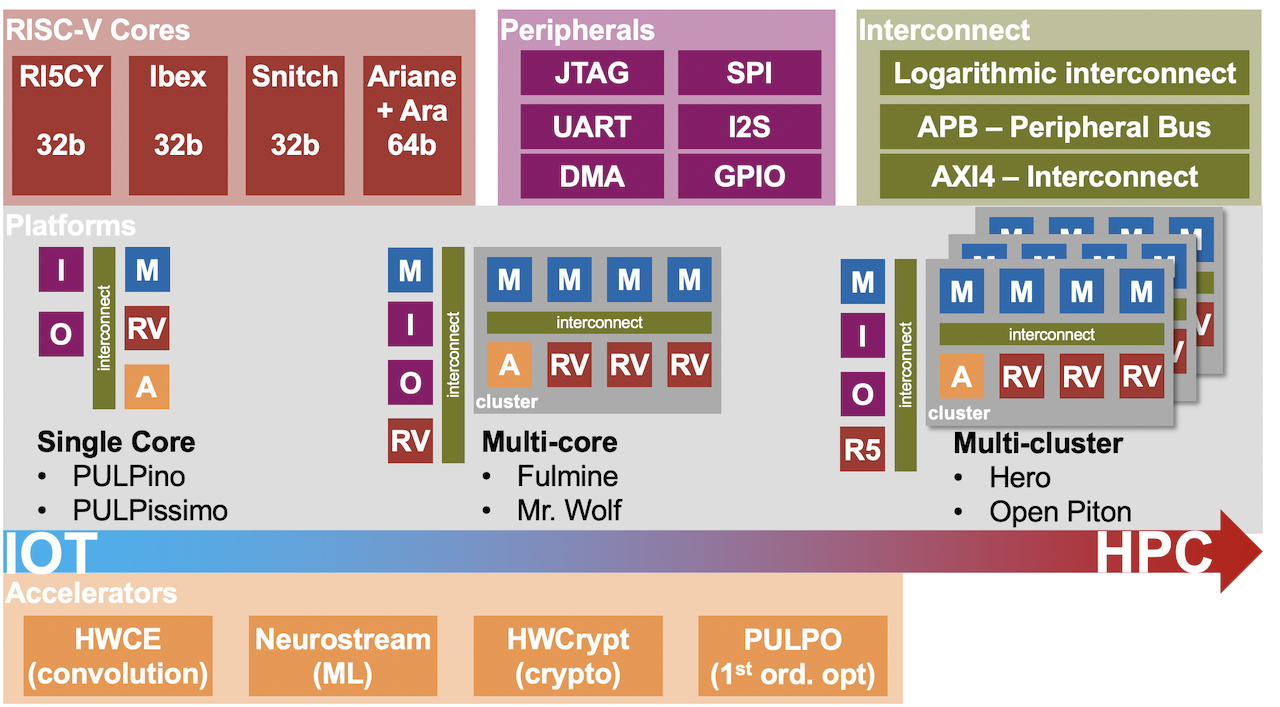 RISC-V Cores
RI5CY
32b
Ibex
32b
Snitch
32b
Ariane
+ Ara
64b
Peripherals
JTAG
SPI
UART
I2S
DMA
GPIO
Interconnect
Logarithmic interconnect
APB – Peripheral Bus
AXI4 – Interconnect
Platforms
I
O
interconnect
M
RV
A
Single Core
• PULPino
• PULPissimo
M
I
O
RV
interconnect
M M M M
interconnect
A RV RV RV
cluster
Multi-core
• Fulmine
• Mr. Wolf
M
I
O
R5
interconnect
M M M M
M M M M
V
M M M M
interconnect
A RV RV RV
cluster
Multi-cluster
• Hero
• Open Piton
IOT
HPC
Accelerators
HWCE
(convolution)
Neurostream
(ML)
HWCrypt
(crypto)
PULPO
(1st ord. opt)